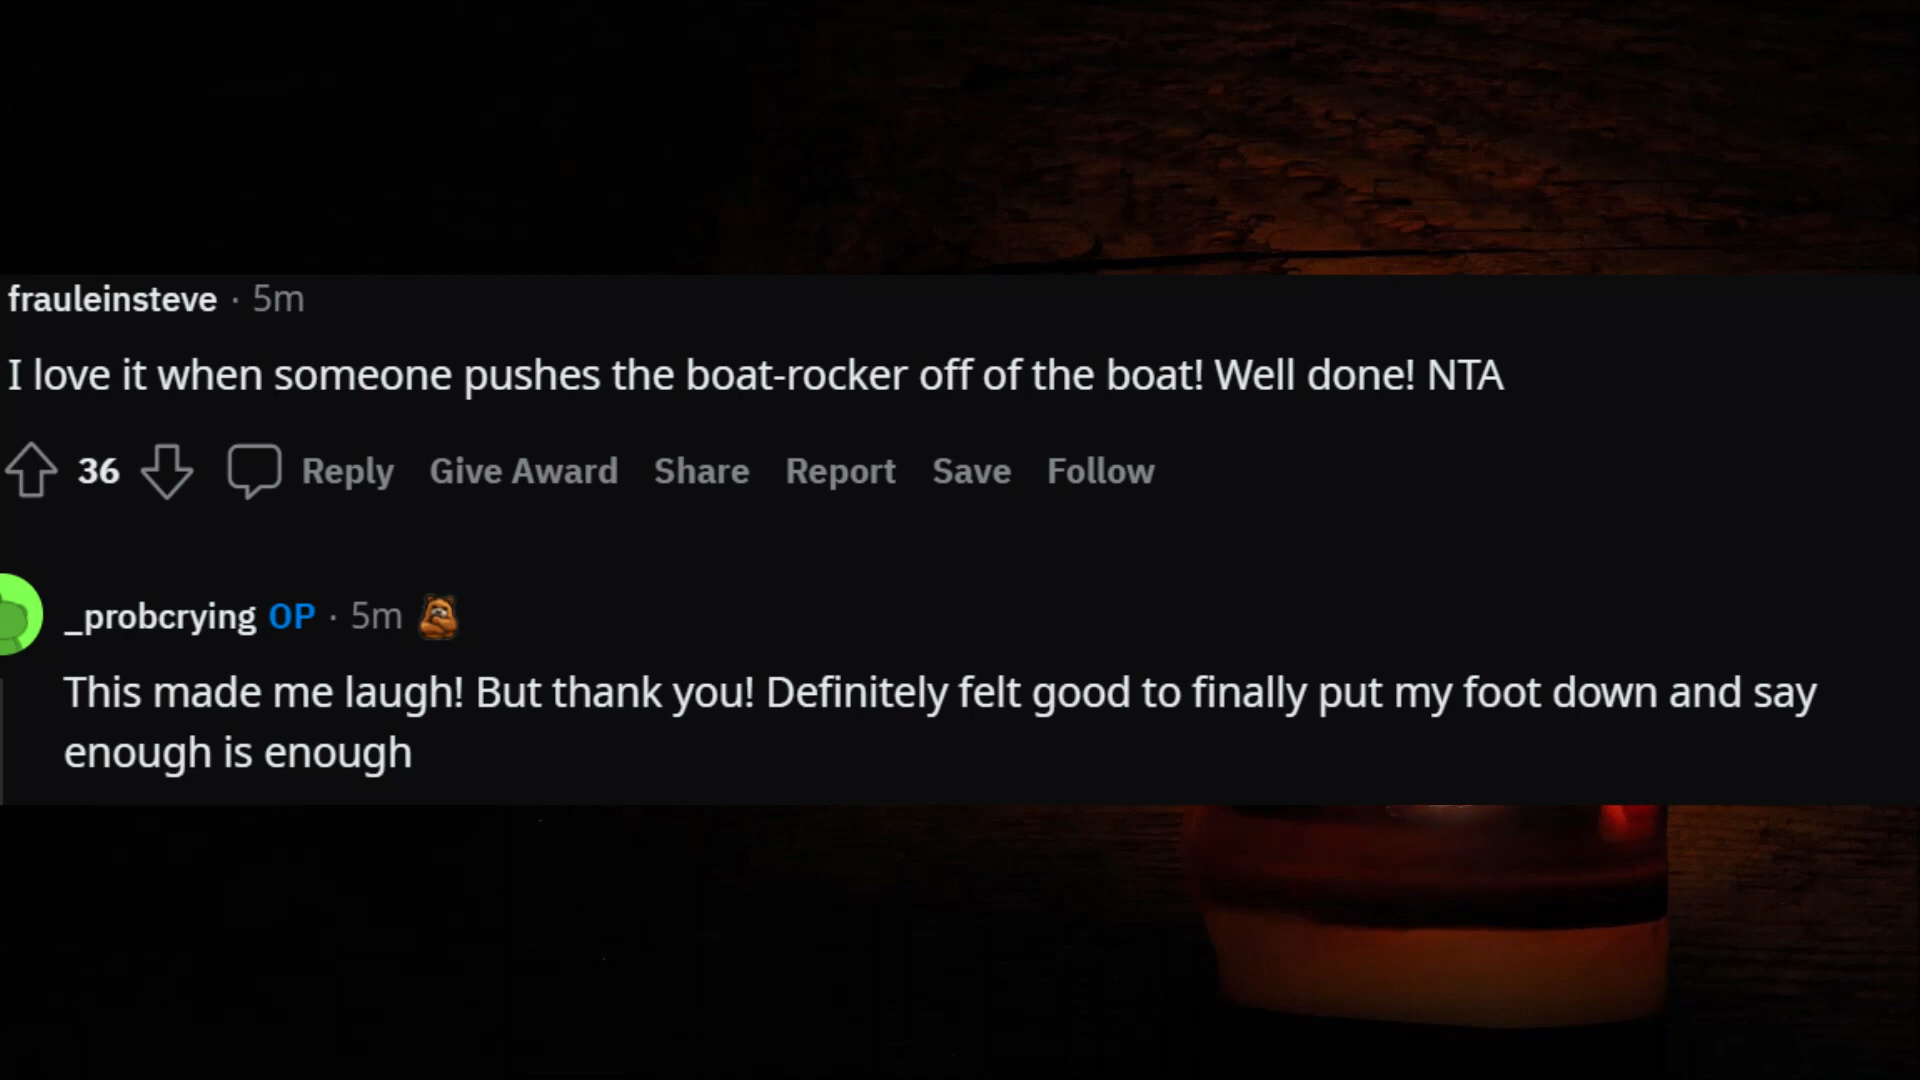 frauleinsteve · 5m
I love it when someone pushes the boat-rocker off of the boat! Well done! NTA
36 Reply Give Award Share Report Save Follow
_probcrying OP · 5m
This made me laugh! But thank you! Definitely felt good to finally put my foot down and say
enough is enough